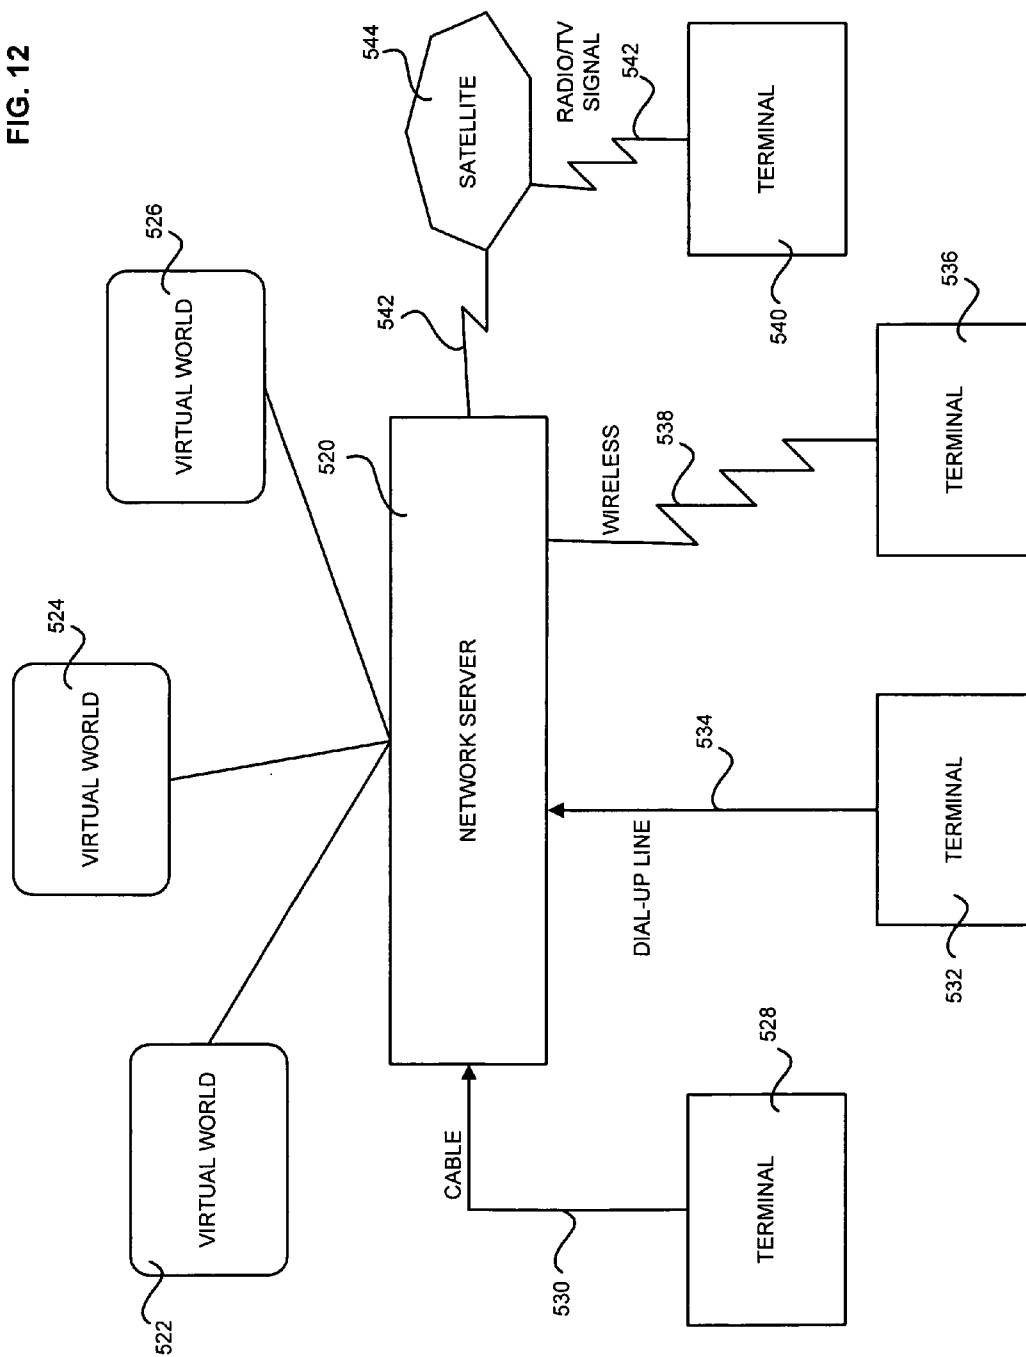 FIG. 12
524
VIRTUAL WORLD
522
VIRTUAL WORLD
526
VIRTUAL WORLD
520
NETWORK SERVER
542
544
SATELLITE
CABLE
530
DIAL-UP LINE
534
WIRELESS
538
RADIO/TV
SIGNAL
542
528
TERMINAL
532
TERMINAL
536
TERMINAL
540
TERMINAL